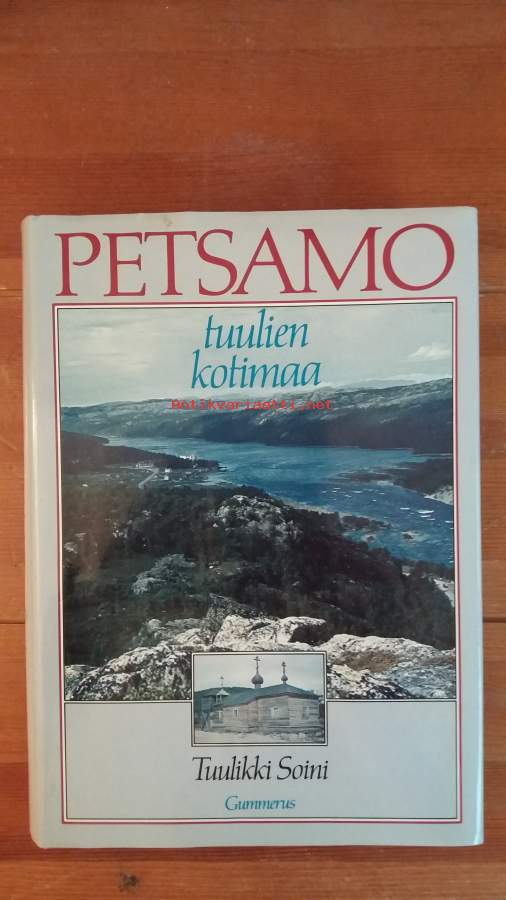 PETSAMO
tuulien
kotimaa
Antikvariaatti.net
Tuulikki Soini
Gummerus